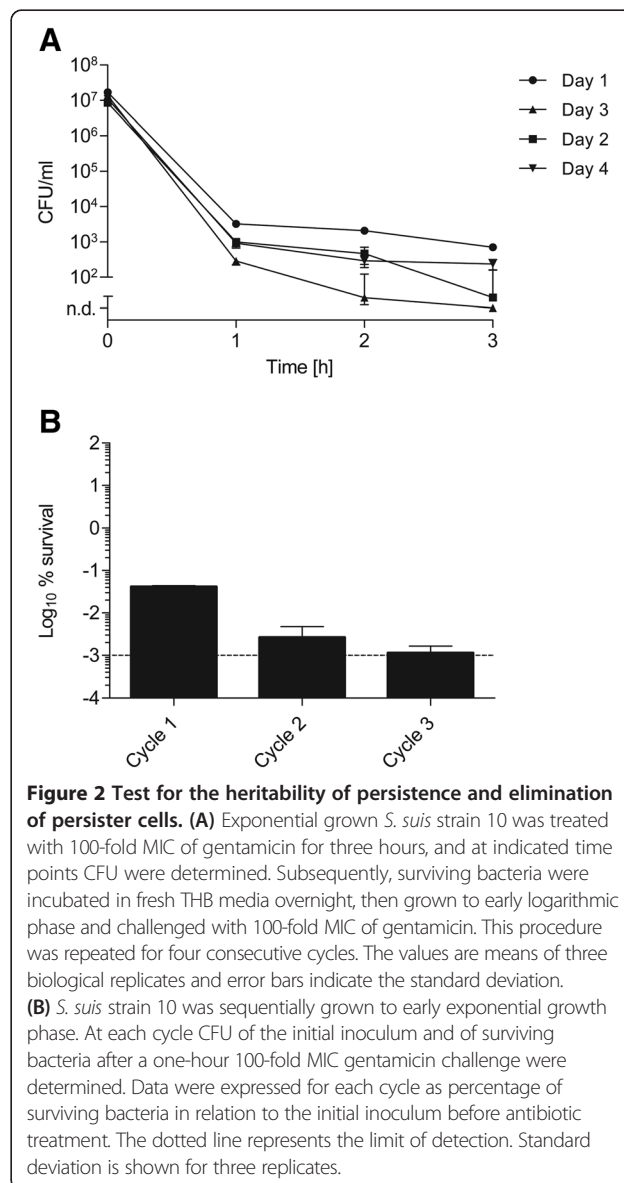 A
10⁸
10⁷
10⁶
10⁵
10⁴
10³
10²
n.d.
CFU/ml
0
1
2
3
Time [h]
Day 1
Day 3
Day 2
Day 4
B
2
1
0
-1
-2
-3
-4
Log₁₀ % survival
Cycle 1
Cycle 2
Cycle 3
Figure 2 Test for the heritability of persistence and elimination
of persister cells. (A) Exponential grown S. suis strain 10 was treated
with 100-fold MIC of gentamicin for three hours, and at indicated time
points CFU were determined. Subsequently, surviving bacteria were
incubated in fresh THB media overnight, then grown to early logarithmic
phase and challenged with 100-fold MIC of gentamicin. This procedure
was repeated for four consecutive cycles. The values are means of three
biological replicates and error bars indicate the standard deviation.
(B) S. suis strain 10 was sequentially grown to early exponential growth
phase. At each cycle CFU of the initial inoculum and of surviving
bacteria after a one-hour 100-fold MIC gentamicin challenge were
determined. Data were expressed for each cycle as percentage of
surviving bacteria in relation to the initial inoculum before antibiotic
treatment. The dotted line represents the limit of detection. Standard
deviation is shown for three replicates.